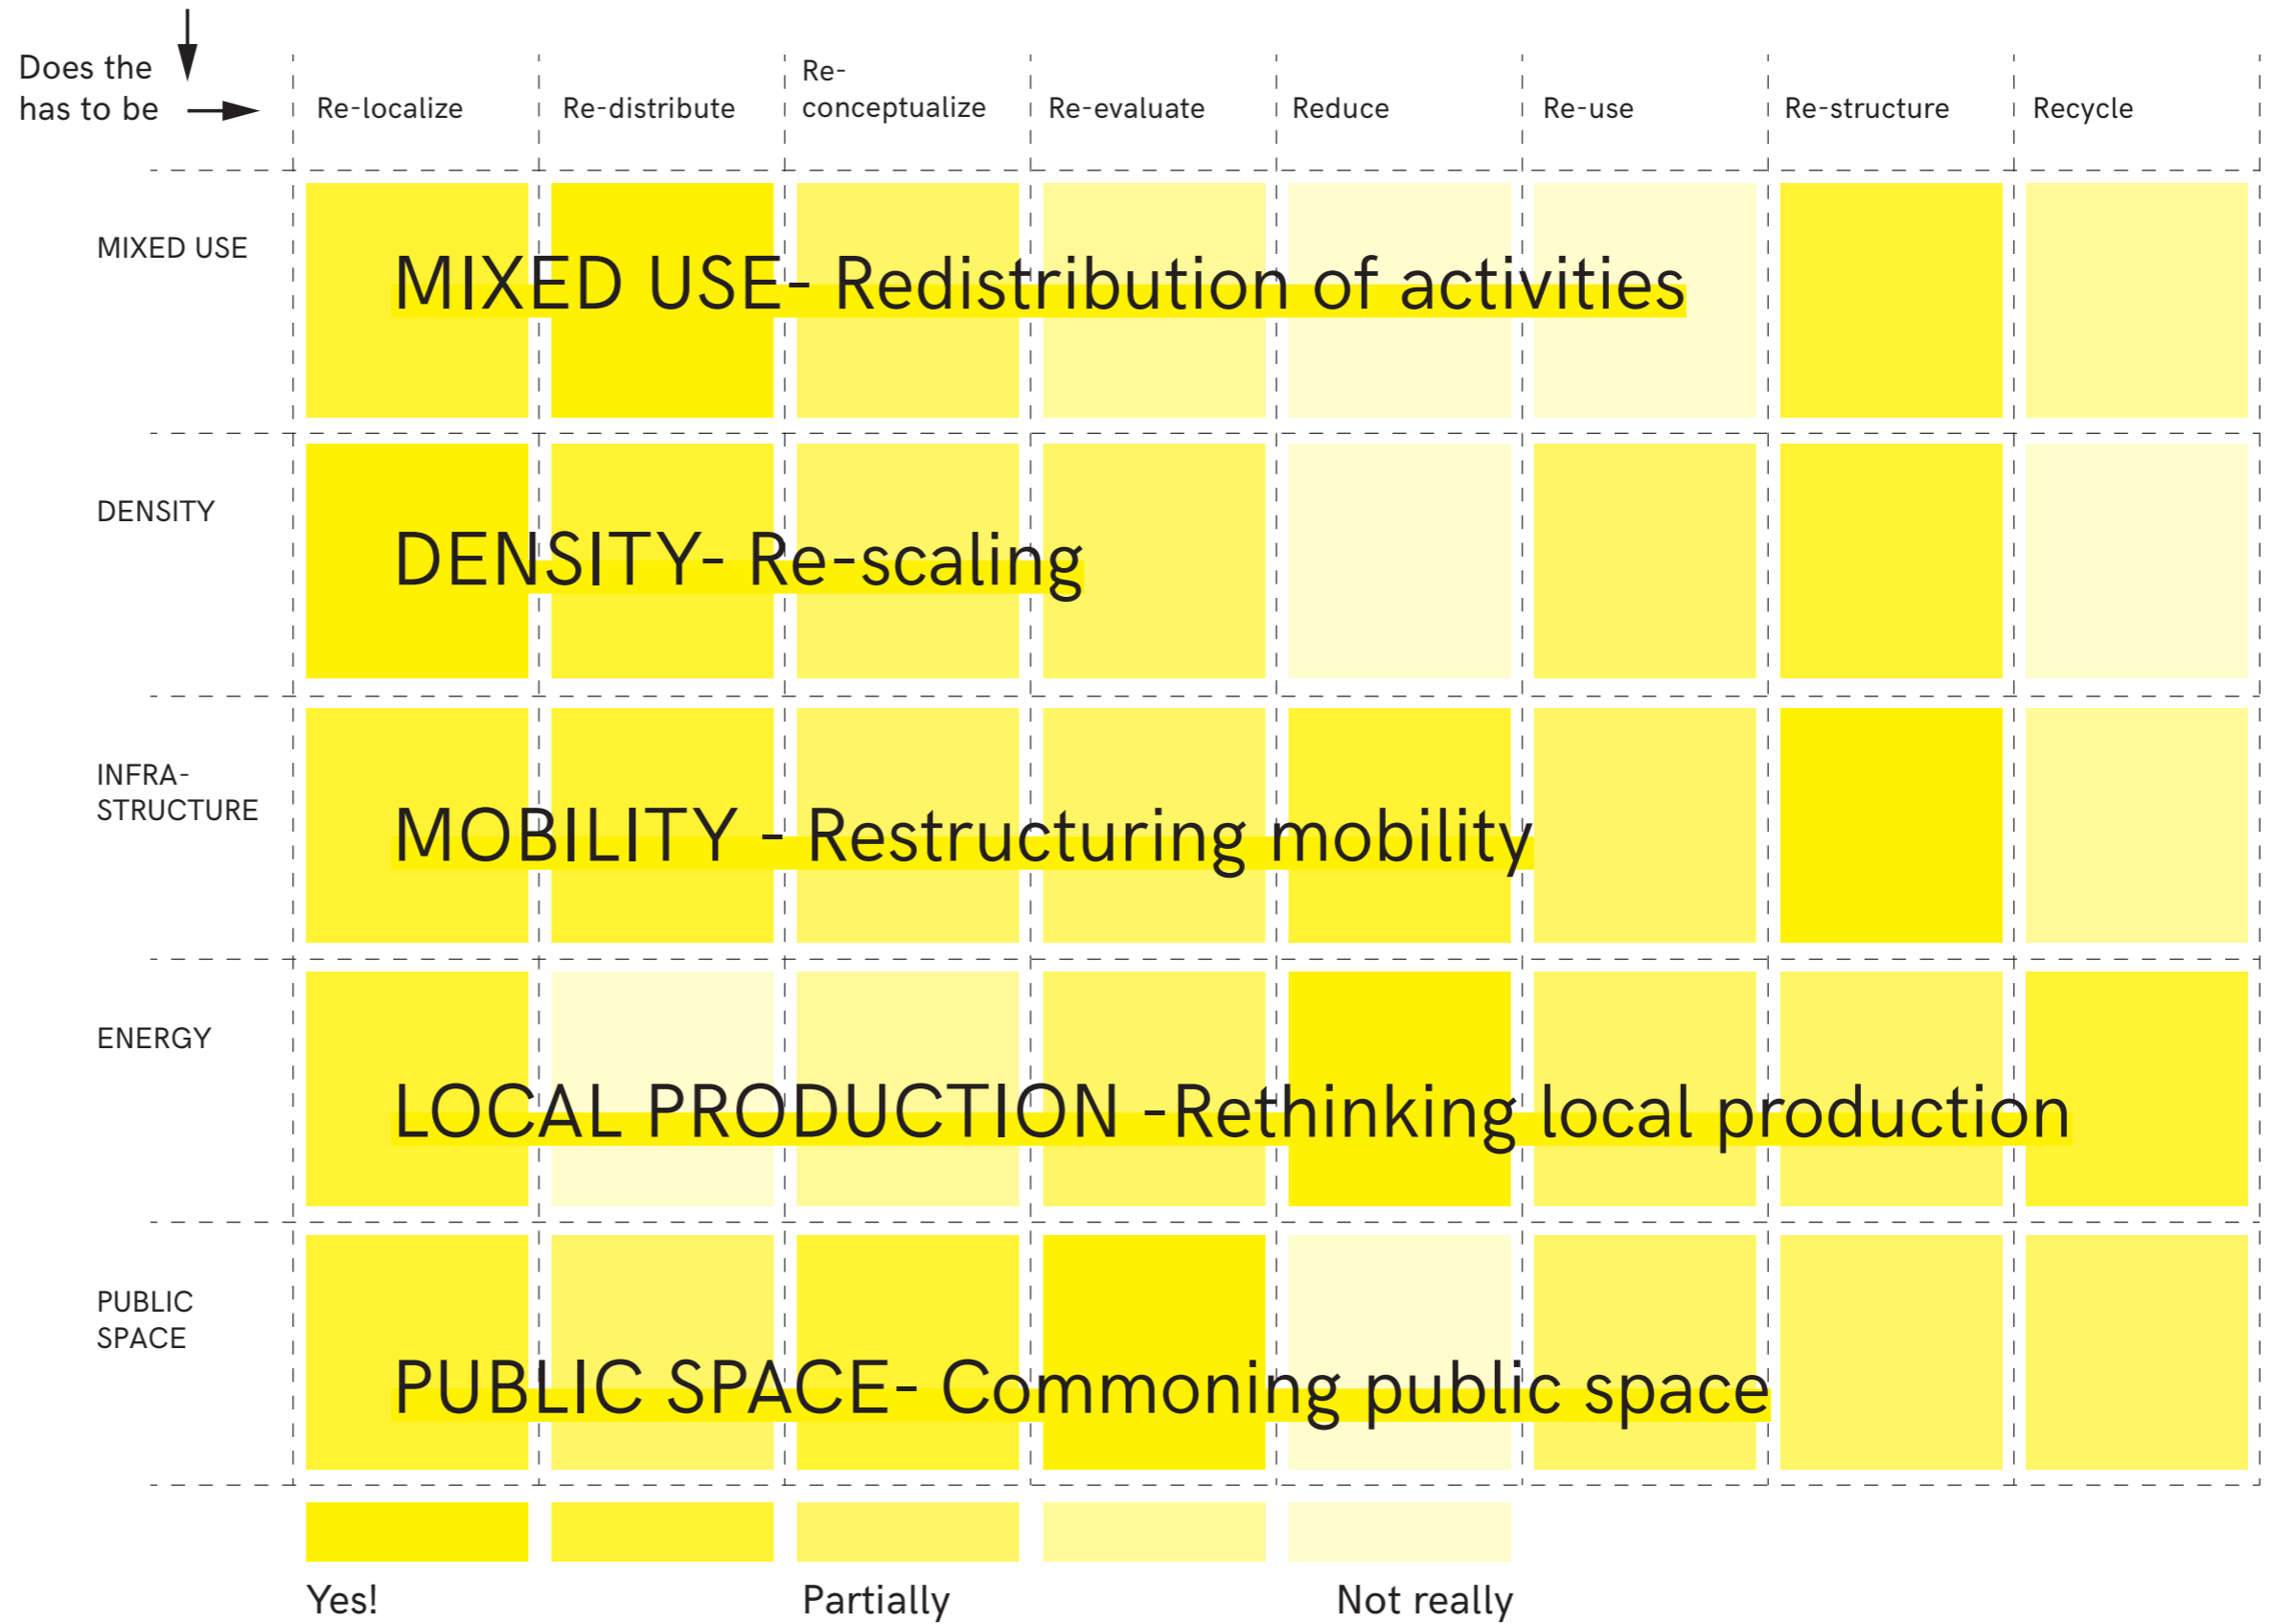 Does the
has to be
Re-localize
Re-distribute
Re-
conceptualize
Re-evaluate
Reduce
Re-use
Re-structure
Recycle
MIXED USE
MIXED USE- Redistribution of activities
DENSITY
DENSITY- Re-scaling
INFRA-
STRUCTURE
MOBILITY - Restructuring mobility
ENERGY
LOCAL PRODUCTION -Rethinking local production
PUBLIC
SPACE
PUBLIC SPACE- Commoning public space
Yes!
Partially
Not really